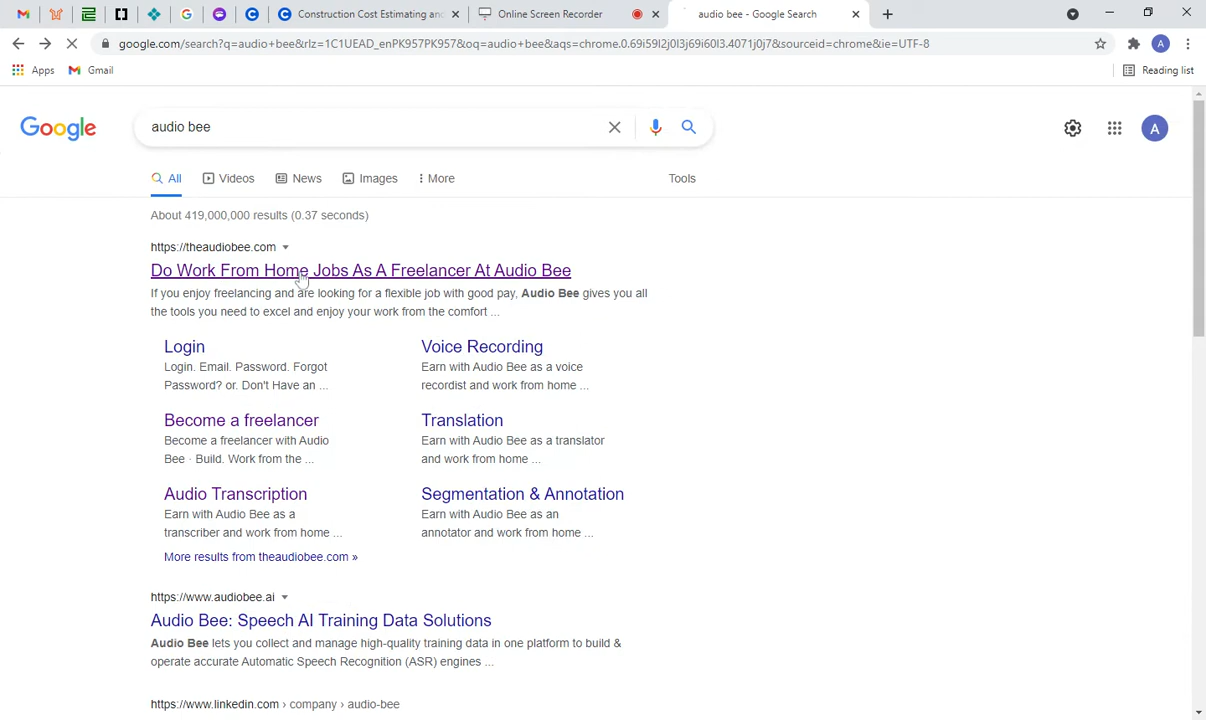 Construction Cost Estimating and
Online Screen Recorder
audio bee - Google Search
google.com/search?q=audio+bee&rlz=1C1UEAD_enPK957PK957&oq=audio+bee&aqs=chrome.0.69i59l2j0l3j69i60l3.4071j0j7&sourceid=chrome&ie=UTF-8
A
Apps
Gmail
Reading list
Google
audio bee
A
All
Videos
News
Images
More
Tools
About 419,000,000 results (0.37 seconds)
https://theaudiobee.com
Do Work From Home Jobs As A Freelancer At Audio Bee
If you enjoy freelancing and are looking for a flexible job with good pay, Audio Bee gives you all
the tools you need to excel and enjoy your work from the comfort ...
Login
Login. Email. Password. Forgot
Password? or. Don't Have an ...
Voice Recording
Earn with Audio Bee as a voice
recordist and work from home ...
Become a freelancer
Become a freelancer with Audio
Bee · Build. Work from the ...
Translation
Earn with Audio Bee as a translator
and work from home ...
Audio Transcription
Earn with Audio Bee as a
transcriber and work from home ...
Segmentation & Annotation
Earn with Audio Bee as an
annotator and work from home ...
More results from theaudiobee.com »
https://www.audiobee.ai
Audio Bee: Speech AI Training Data Solutions
Audio Bee lets you collect and manage high-quality training data in one platform to build &
operate accurate Automatic Speech Recognition (ASR) engines ...
https://www.linkedin.com › company › audio-bee